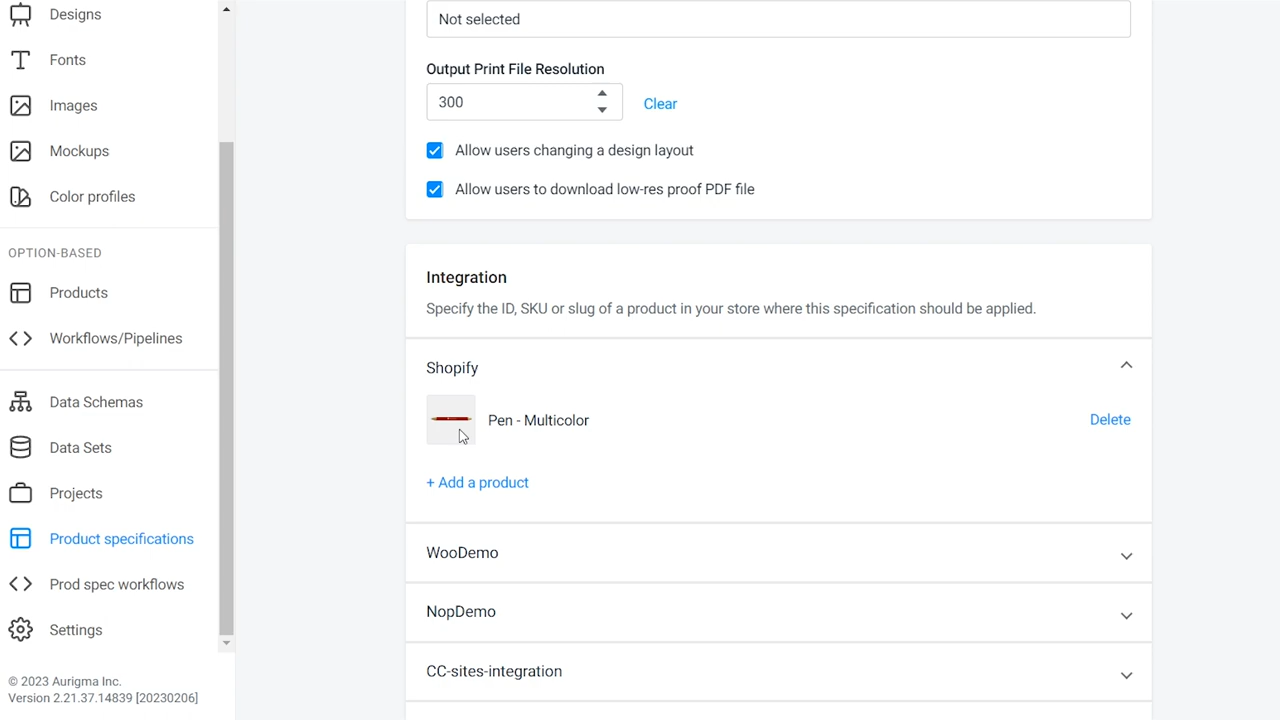 Designs
Fonts
Images
Mockups
Color profiles
OPTION-BASED
Products
Workflows/Pipelines
Data Schemas
Data Sets
Projects
Product specifications
Prod spec workflows
Settings
© 2023 Aurigma Inc.
Version 2.21.37.14839 [20230206]
Not selected
Output Print File Resolution
300
Clear
Allow users changing a design layout
Allow users to download low-res proof PDF file
Integration
Specify the ID, SKU or slug of a product in your store where this specification should be applied.
Shopify
Pen - Multicolor
Delete
+ Add a product
WooDemo
NopDemo
CC-sites-integration